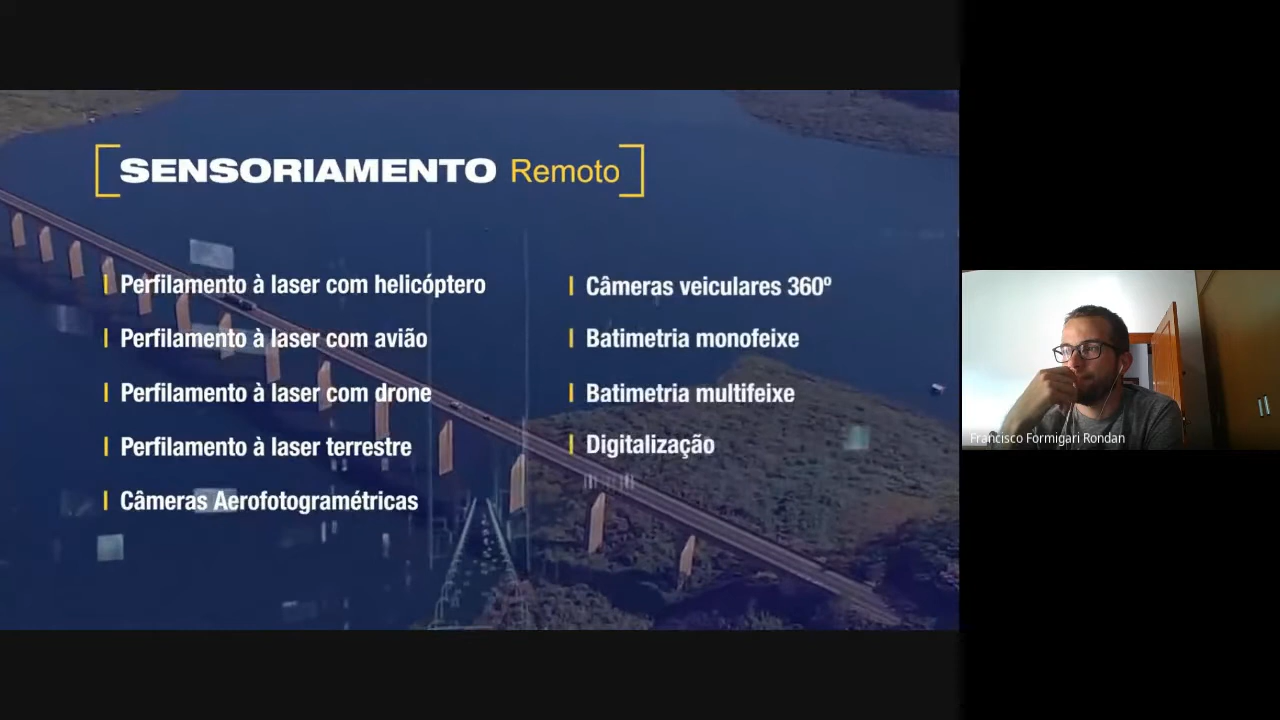 SENSORIAMENTO Remoto
Perfilamento à laser com helicóptero
Perfilamento à laser com avião
Perfilamento à laser com drone
Perfilamento à laser terrestre
Câmeras Aerofotogramétricas
Câmeras veiculares 360º
Batimetria monofeixe
Batimetria multifeixe
Digitalização
Francisco Formigari Rondan